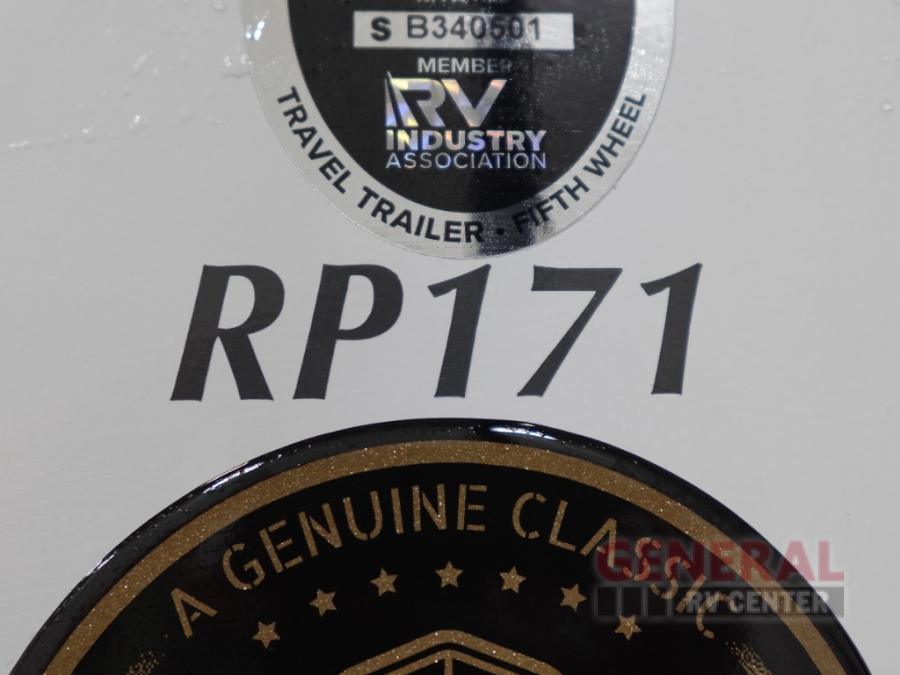 S B340501
MEMBER
RV
INDUSTRY
ASSOCIATION
TRAVEL TRAILER · FIFTH WHEEL
RP171
A GENUINE CLASSIC
GENERAL
RV CENTER